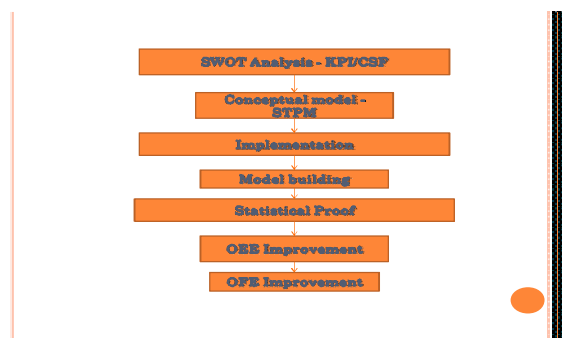 SWOT Analysis - KPI/CSF
Conceptual model -
STPM
Implementation
Model building
Statistical Proof
OEE Improvement
OFE Improvement